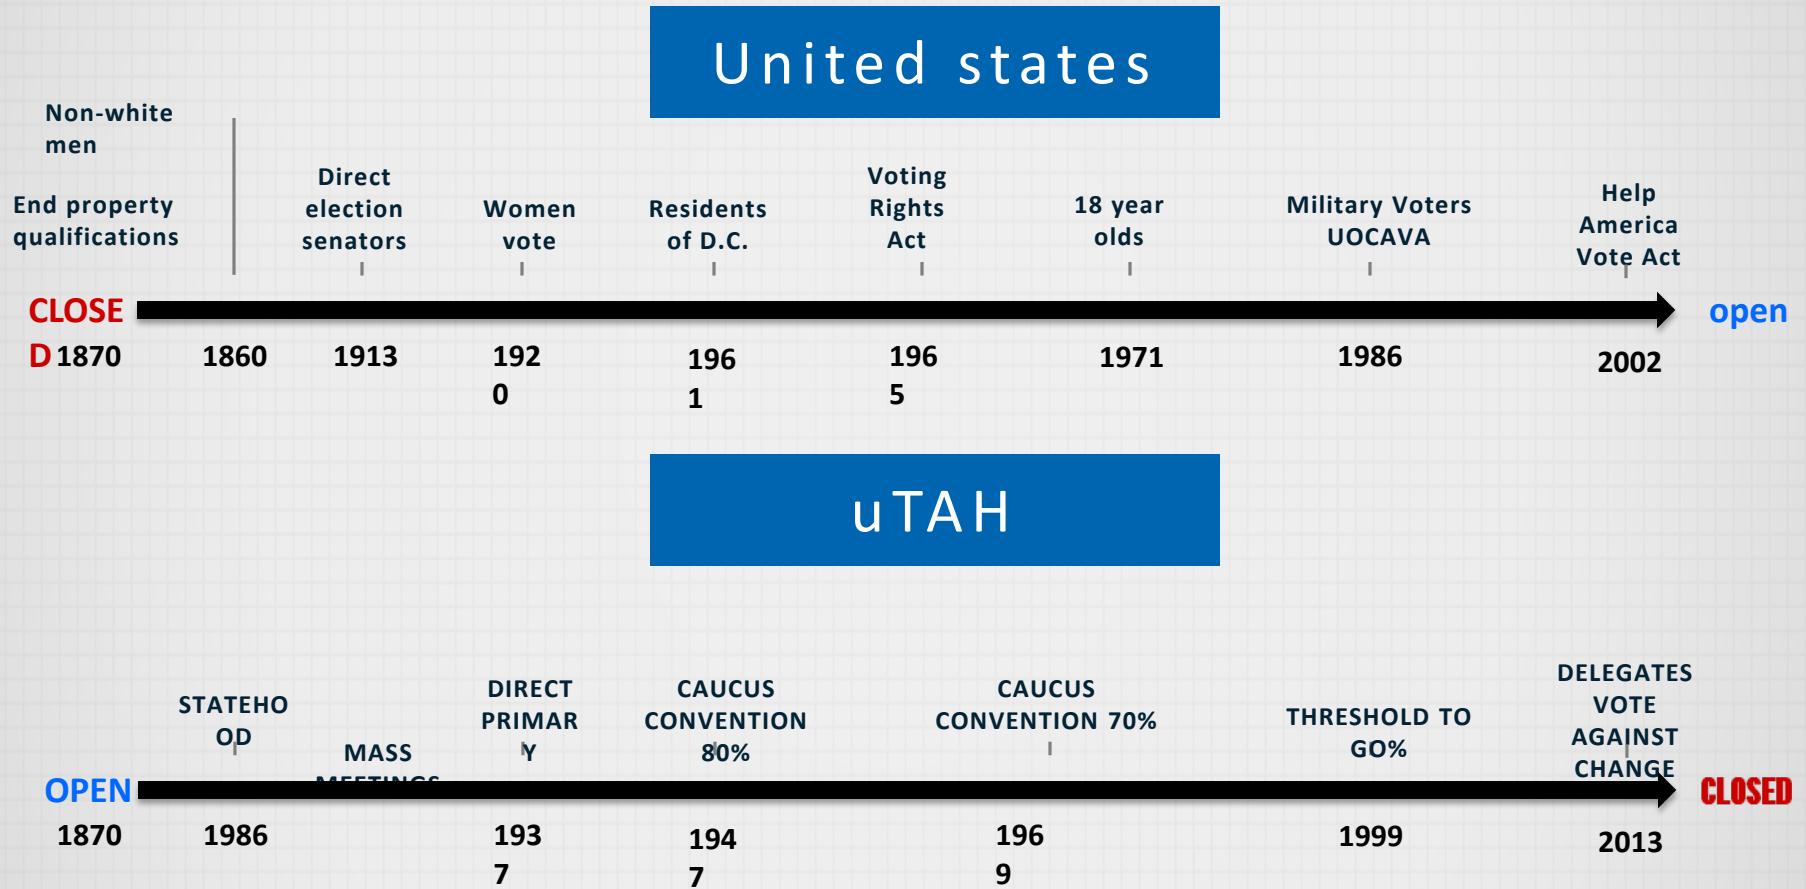 United states
Non-white
men
End property
qualifications
Direct
election
senators
Women
vote
Residents
of D.C.
Voting
Rights
Act
18 year
olds
Military Voters
UOCAVA
Help
America
Vote Act
CLOSE
D
open
1870
1860
1913
192
0
196
1
196
5
1971
1986
2002
uTAH
STATEHO
OD
MASS
MEETINGS
DIRECT
PRIMAR
Y
CAUCUS
CONVENTION
80%
CAUCUS
CONVENTION 70%
THRESHOLD TO
GO%
DELEGATES
VOTE
AGAINST
CHANGE
OPEN
CLOSED
1870
1986
193
7
194
7
196
9
1999
2013